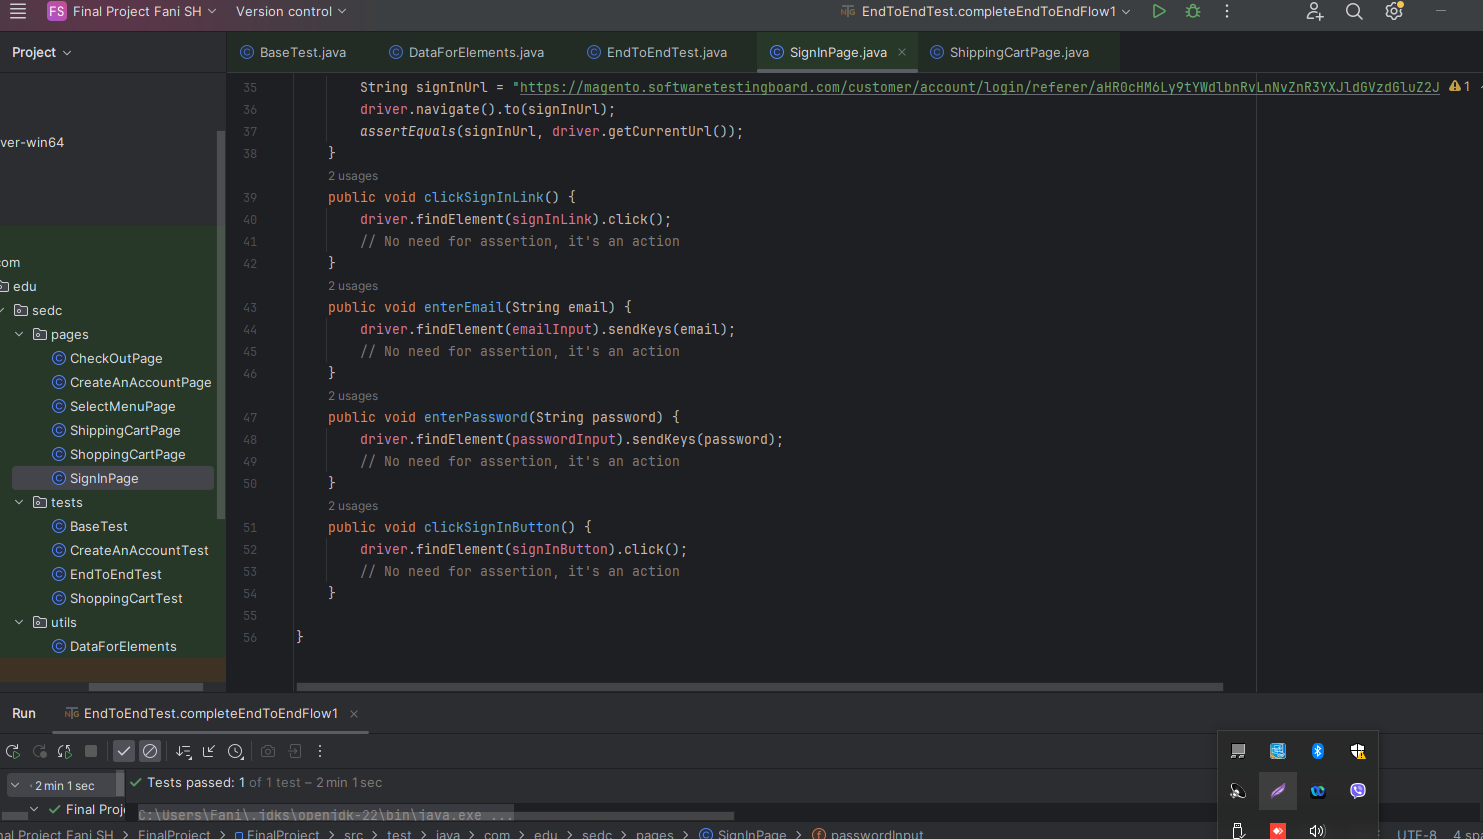 FS Final Project Fani SH Version control EndToEndTest.completeEndToEndFlow1
Project
BaseTest.java DataForElements.java EndToEndTest.java SignInPage.java ShippingCartPage.java
ver-win64
com
edu
sedc
pages
CheckOutPage
CreateAnAccountPage
SelectMenuPage
ShippingCartPage
ShoppingCartPage
SignInPage
tests
BaseTest
CreateAnAccountTest
EndToEndTest
ShoppingCartTest
utils
DataForElements
35 String signInUrl = "https://magento.softwaretestingboard.com/customer/account/login/referer/aHR0cHM6Ly9tYWdlbnRvLnNvZnR3YXJldGVzdGluZ2J 1
36 driver.navigate().to(signInUrl);
37 assertEquals(signInUrl, driver.getCurrentUrl());
38 }
2 usages
39 public void clickSignInLink() {
40 driver.findElement(signInLink).click();
41 // No need for assertion, it's an action
42 }
2 usages
43 public void enterEmail(String email) {
44 driver.findElement(emailInput).sendKeys(email);
45 // No need for assertion, it's an action
46 }
2 usages
47 public void enterPassword(String password) {
48 driver.findElement(passwordInput).sendKeys(password);
49 // No need for assertion, it's an action
50 }
2 usages
51 public void clickSignInButton() {
52 driver.findElement(signInButton).click();
53 // No need for assertion, it's an action
54 }
55
56 }
Run EndToEndTest.completeEndToEndFlow1
2 min 1 sec Tests passed: 1 of 1 test – 2 min 1 sec
Final Proje C:\Users\Fani\.jdks\openjdk-22\bin\java.exe ...
nal Project Fani SH > FinalProject > FinalProject > src > test > java > com > edu > sedc > pages > SignInPage > passwordInput UTF-8 4 spa